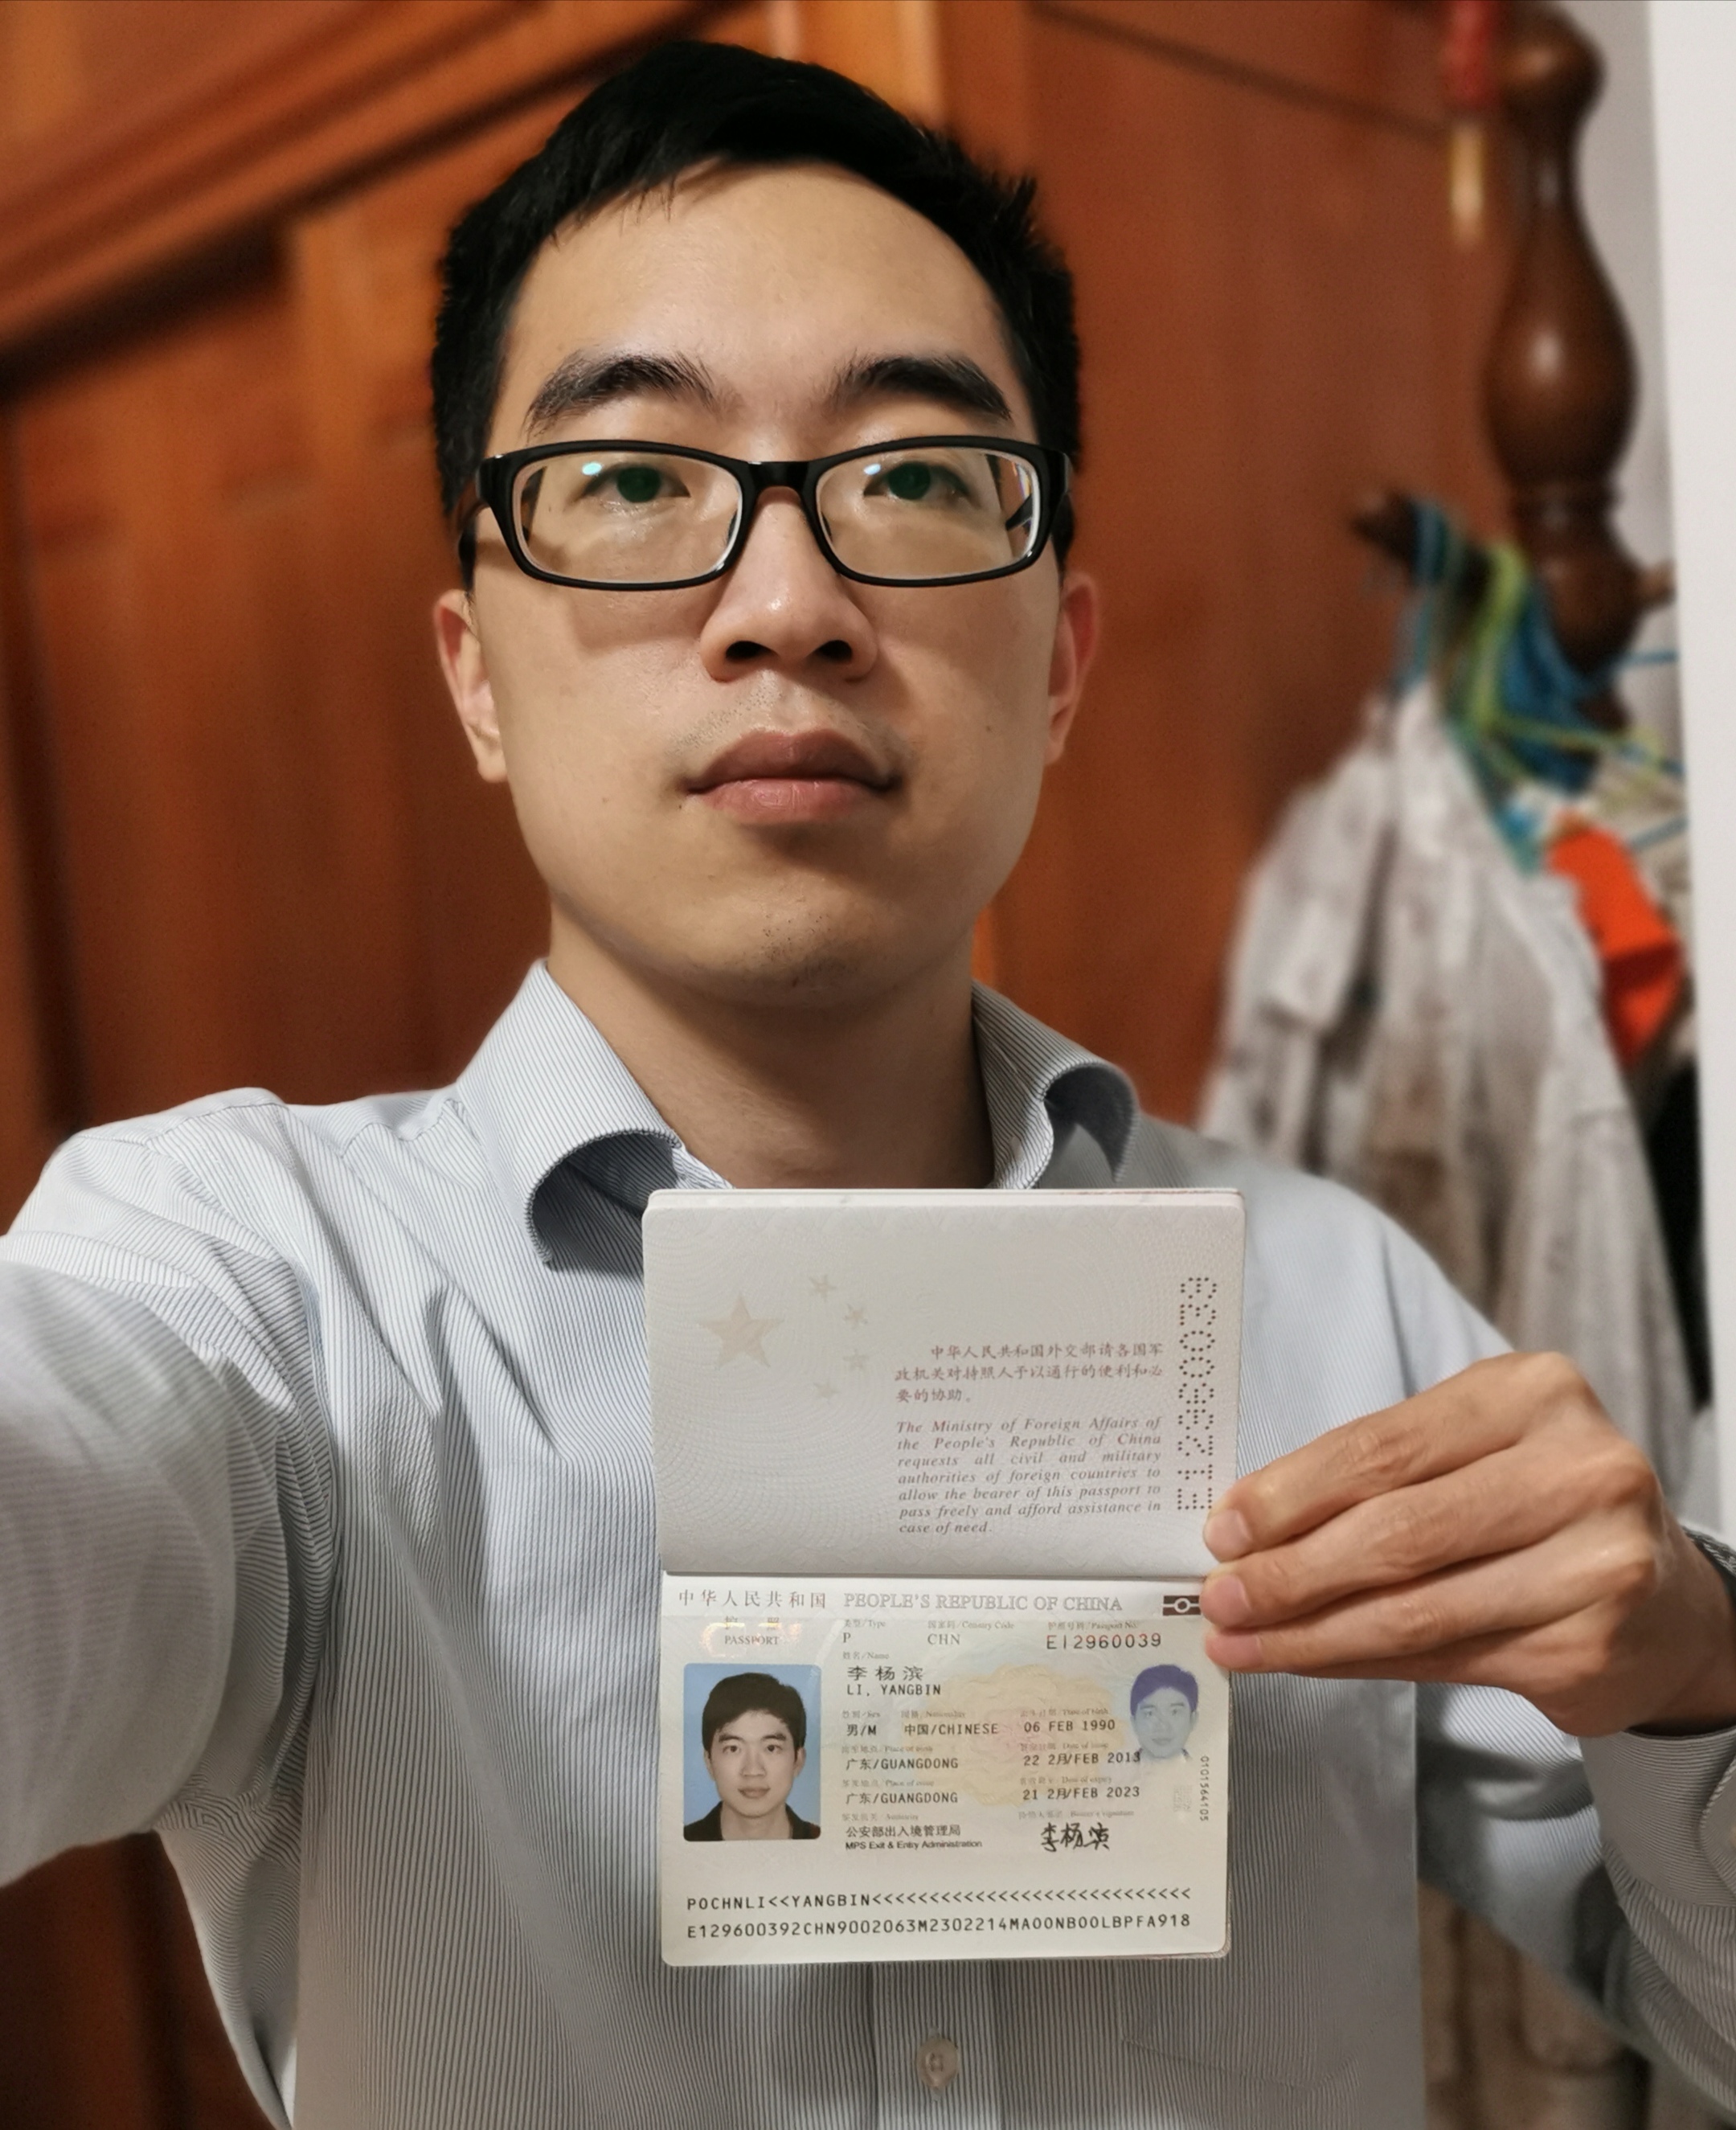 中华人民共和国外交部请各国军
政机关对持照人予以通行的便利和必
要的协助。
The Ministry of Foreign Affairs of
the People's Republic of China
requests all civil and military
authorities of foreign countries to
allow the bearer of this passport to
pass freely and afford assistance in
case of need.
E12960039
中华人民共和国 PEOPLE'S REPUBLIC OF CHINA
护照 类型/Type 国家码/Country Code 护照号码/Passport No.
PASSPORT P CHN E12960039
姓名/Name
李杨滨
LI, YANGBIN
性别/Sex 国籍/Nationality 出生日期/Date of birth
男/M 中国/CHINESE 06 FEB 1990
出生地点/Place of birth 签发日期/Date of issue
广东/GUANGDONG 22 2月/FEB 2013
签发地点/Place of issue 有效期至/Date of expiry
广东/GUANGDONG 21 2月/FEB 2023
签发机关/Authority 持照人签名/Bearer's signature
公安部出入境管理局 李杨滨
MPS Exit & Entry Administration
POCHNLI<<YANGBIN<<<<<<<<<<<<<<<<<<<<<<<<<<<<
E129600392CHN9002063M2302214MAOONBOOLBPFA918